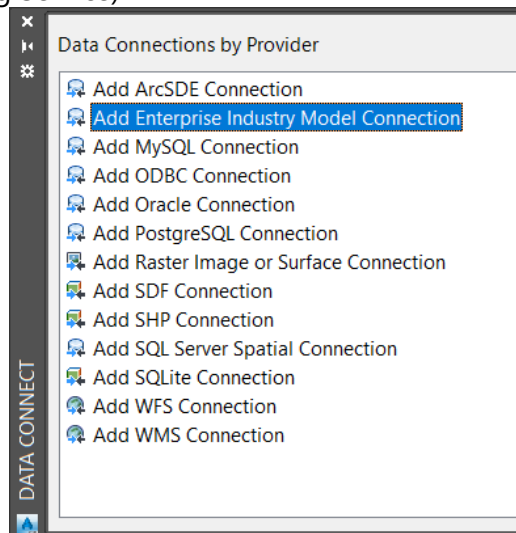 Data Connections by Provider
Add ArcSDE Connection
Add Enterprise Industry Model Connection
Add MySQL Connection
Add ODBC Connection
Add Oracle Connection
Add PostgreSQL Connection
Add Raster Image or Surface Connection
Add SDF Connection
Add SHP Connection
Add SQL Server Spatial Connection
Add SQLite Connection
Add WFS Connection
Add WMS Connection
DATA CONNECT